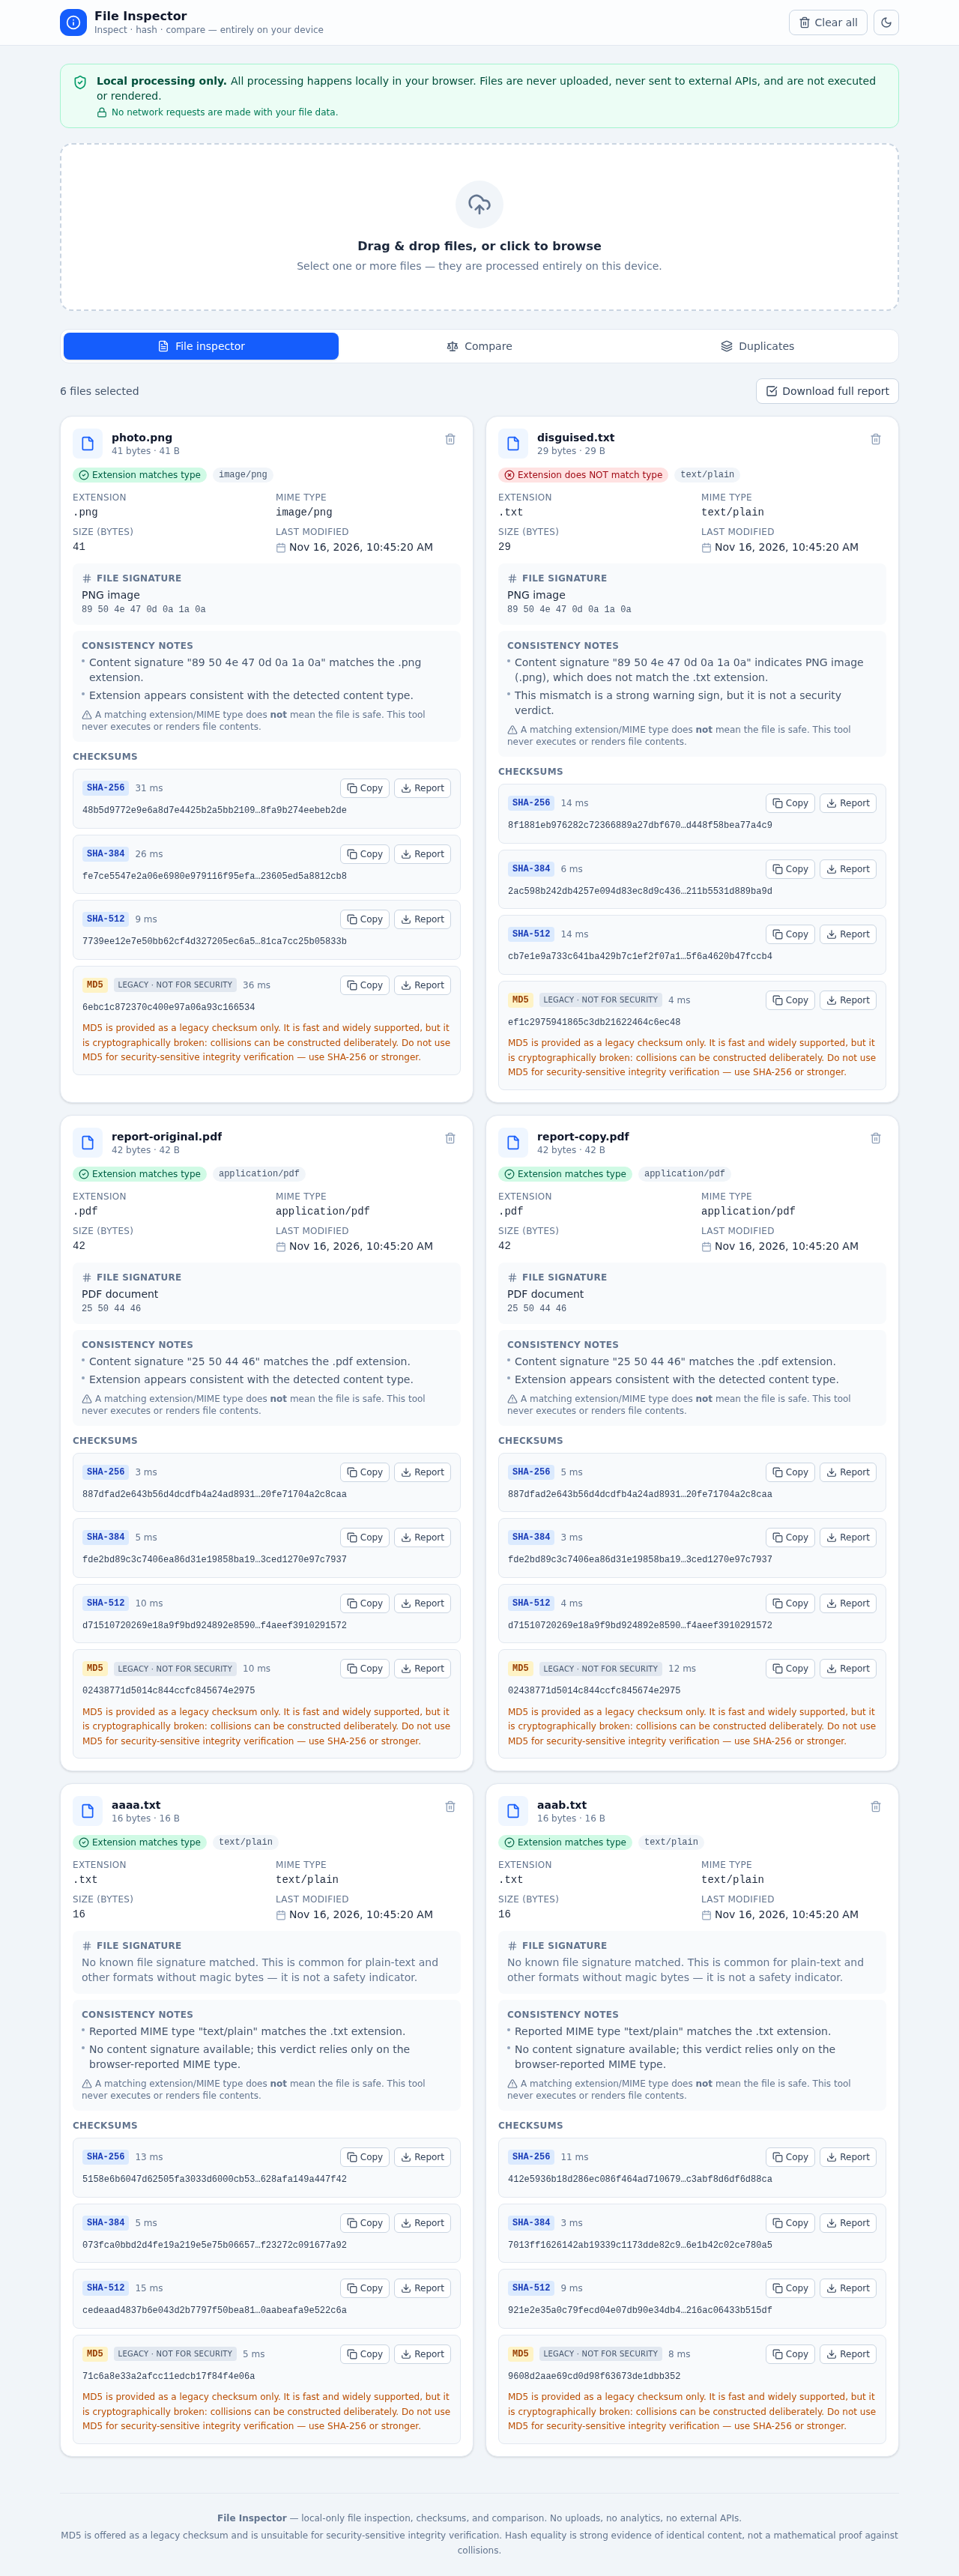 File Inspector
Inspect · hash · compare — entirely on your device
Clear all
Local processing only. All processing happens locally in your browser. Files are never uploaded, never sent to external APIs, and are not executed
or rendered.
No network requests are made with your file data.
Drag & drop files, or click to browse
Select one or more files — they are processed entirely on this device.
File inspector
Compare
Duplicates
6 files selected
Download full report
photo.png
41 bytes · 41 B
Extension matches type
image/png
EXTENSION
MIME TYPE
.png
image/png
SIZE (BYTES)
LAST MODIFIED
41
Nov 16, 2026, 10:45:20 AM
# FILE SIGNATURE
PNG image
89 50 4e 47 0d 0a 1a 0a
CONSISTENCY NOTES
• Content signature "89 50 4e 47 0d 0a 1a 0a" matches the .png
extension.
• Extension appears consistent with the detected content type.
A matching extension/MIME type does not mean the file is safe. This tool
never executes or renders file contents.
CHECKSUMS
SHA-256 31 ms Copy Report
48b5d9772e9e6a8d7e4425b2a5bb2109…8fa9b274eebeb2de
SHA-384 26 ms Copy Report
fe7ce5547e2a06e6980e979116f95efa…23605ed5a8812cb8
SHA-512 9 ms Copy Report
7739ee12e7e50bb62cf4d327205ec6a5…81ca7cc25b05833b
MD5 LEGACY · NOT FOR SECURITY 36 ms Copy Report
6ebc1c872370c400e97a06a93c166534
MD5 is provided as a legacy checksum only. It is fast and widely supported, but it
is cryptographically broken: collisions can be constructed deliberately. Do not use
MD5 for security-sensitive integrity verification — use SHA-256 or stronger.
disguised.txt
29 bytes · 29 B
Extension does NOT match type
text/plain
EXTENSION
MIME TYPE
.txt
text/plain
SIZE (BYTES)
LAST MODIFIED
29
Nov 16, 2026, 10:45:20 AM
# FILE SIGNATURE
PNG image
89 50 4e 47 0d 0a 1a 0a
CONSISTENCY NOTES
• Content signature "89 50 4e 47 0d 0a 1a 0a" indicates PNG image
(.png), which does not match the .txt extension.
• This mismatch is a strong warning sign, but it is not a security
verdict.
A matching extension/MIME type does not mean the file is safe. This tool
never executes or renders file contents.
CHECKSUMS
SHA-256 14 ms Copy Report
8f1881eb976282c72366889a27dbf670…d448f58bea77a4c9
SHA-384 6 ms Copy Report
2ac598b242db4257e094d83ec8d9c436…211b5531d889ba9d
SHA-512 14 ms Copy Report
cb7e1e9a733c641ba429b7c1ef2f07a1…5f6a4620b47fccb4
MD5 LEGACY · NOT FOR SECURITY 4 ms Copy Report
ef1c2975941865c3db21622464c6ec48
MD5 is provided as a legacy checksum only. It is fast and widely supported, but it
is cryptographically broken: collisions can be constructed deliberately. Do not use
MD5 for security-sensitive integrity verification — use SHA-256 or stronger.
report-original.pdf
42 bytes · 42 B
Extension matches type
application/pdf
EXTENSION
MIME TYPE
.pdf
application/pdf
SIZE (BYTES)
LAST MODIFIED
42
Nov 16, 2026, 10:45:20 AM
# FILE SIGNATURE
PDF document
25 50 44 46
CONSISTENCY NOTES
• Content signature "25 50 44 46" matches the .pdf extension.
• Extension appears consistent with the detected content type.
A matching extension/MIME type does not mean the file is safe. This tool
never executes or renders file contents.
CHECKSUMS
SHA-256 3 ms Copy Report
887dfad2e643b56d4dcdfb4a24ad8931…20fe71704a2c8caa
SHA-384 5 ms Copy Report
fde2bd89c3c7406ea86d31e19858ba19…3ced1270e97c7937
SHA-512 10 ms Copy Report
d71510720269e18a9f9bd924892e8590…f4aeef3910291572
MD5 LEGACY · NOT FOR SECURITY 10 ms Copy Report
02438771d5014c844ccfc845674e2975
MD5 is provided as a legacy checksum only. It is fast and widely supported, but it
is cryptographically broken: collisions can be constructed deliberately. Do not use
MD5 for security-sensitive integrity verification — use SHA-256 or stronger.
report-copy.pdf
42 bytes · 42 B
Extension matches type
application/pdf
EXTENSION
MIME TYPE
.pdf
application/pdf
SIZE (BYTES)
LAST MODIFIED
42
Nov 16, 2026, 10:45:20 AM
# FILE SIGNATURE
PDF document
25 50 44 46
CONSISTENCY NOTES
• Content signature "25 50 44 46" matches the .pdf extension.
• Extension appears consistent with the detected content type.
A matching extension/MIME type does not mean the file is safe. This tool
never executes or renders file contents.
CHECKSUMS
SHA-256 5 ms Copy Report
887dfad2e643b56d4dcdfb4a24ad8931…20fe71704a2c8caa
SHA-384 3 ms Copy Report
fde2bd89c3c7406ea86d31e19858ba19…3ced1270e97c7937
SHA-512 4 ms Copy Report
d71510720269e18a9f9bd924892e8590…f4aeef3910291572
MD5 LEGACY · NOT FOR SECURITY 12 ms Copy Report
02438771d5014c844ccfc845674e2975
MD5 is provided as a legacy checksum only. It is fast and widely supported, but it
is cryptographically broken: collisions can be constructed deliberately. Do not use
MD5 for security-sensitive integrity verification — use SHA-256 or stronger.
aaaa.txt
16 bytes · 16 B
Extension matches type
text/plain
EXTENSION
MIME TYPE
.txt
text/plain
SIZE (BYTES)
LAST MODIFIED
16
Nov 16, 2026, 10:45:20 AM
# FILE SIGNATURE
No known file signature matched. This is common for plain-text and
other formats without magic bytes — it is not a safety indicator.
CONSISTENCY NOTES
• Reported MIME type "text/plain" matches the .txt extension.
• No content signature available; this verdict relies only on the
browser-reported MIME type.
A matching extension/MIME type does not mean the file is safe. This tool
never executes or renders file contents.
CHECKSUMS
SHA-256 13 ms Copy Report
5158e6b6047d62505fa3033d6000cb53…628afa149a447f42
SHA-384 5 ms Copy Report
073fca0bbd2d4fe19a219e5e75b06657…f23272c091677a92
SHA-512 15 ms Copy Report
cedeaad4837b6e043d2b7797f50bea81…0aabeafa9e522c6a
MD5 LEGACY · NOT FOR SECURITY 5 ms Copy Report
71c6a8e33a2afcc11edcb17f84f4e06a
MD5 is provided as a legacy checksum only. It is fast and widely supported, but it
is cryptographically broken: collisions can be constructed deliberately. Do not use
MD5 for security-sensitive integrity verification — use SHA-256 or stronger.
aaab.txt
16 bytes · 16 B
Extension matches type
text/plain
EXTENSION
MIME TYPE
.txt
text/plain
SIZE (BYTES)
LAST MODIFIED
16
Nov 16, 2026, 10:45:20 AM
# FILE SIGNATURE
No known file signature matched. This is common for plain-text and
other formats without magic bytes — it is not a safety indicator.
CONSISTENCY NOTES
• Reported MIME type "text/plain" matches the .txt extension.
• No content signature available; this verdict relies only on the
browser-reported MIME type.
A matching extension/MIME type does not mean the file is safe. This tool
never executes or renders file contents.
CHECKSUMS
SHA-256 11 ms Copy Report
412e5936b18d286ec086f464ad710679…c3abf8d6df6d88ca
SHA-384 3 ms Copy Report
7013ff1626142ab19339c1173dde82c9…6e1b42c02ce780a5
SHA-512 9 ms Copy Report
921e2e35a0c79fecd04e07db90e34db4…216ac06433b515df
MD5 LEGACY · NOT FOR SECURITY 8 ms Copy Report
9608d2aae69cd0d98f63673de1dbb352
MD5 is provided as a legacy checksum only. It is fast and widely supported, but it
is cryptographically broken: collisions can be constructed deliberately. Do not use
MD5 for security-sensitive integrity verification — use SHA-256 or stronger.
File Inspector — local-only file inspection, checksums, and comparison. No uploads, no analytics, no external APIs.
MD5 is offered as a legacy checksum and is unsuitable for security-sensitive integrity verification. Hash equality is strong evidence of identical content, not a mathematical proof against
collisions.